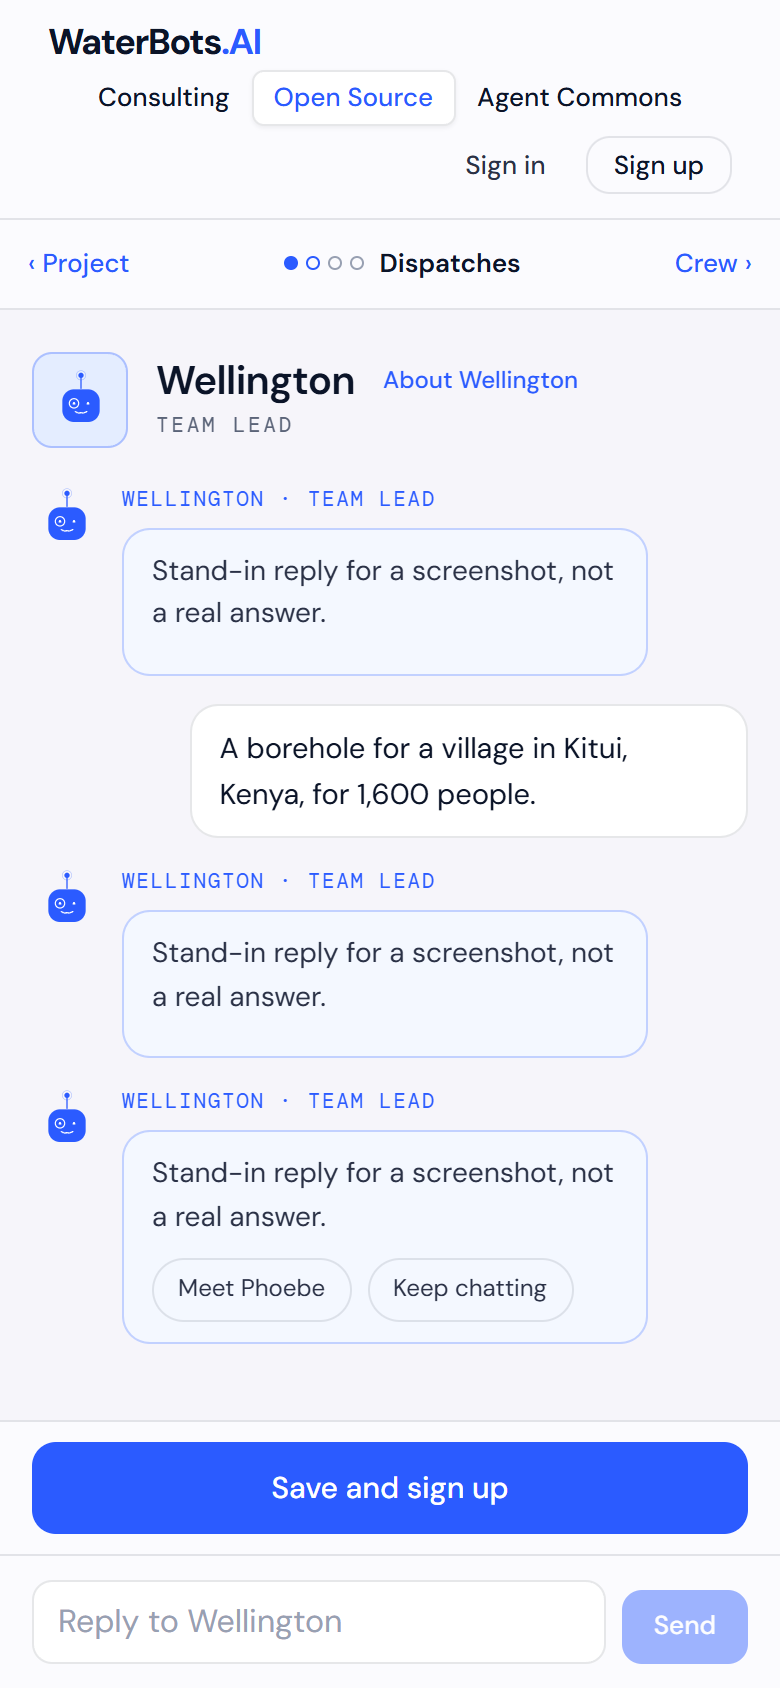 WaterBots.AI
Consulting
Open Source
Agent Commons
Sign in
Sign up
‹ Project
Dispatches
Crew ›
Wellington
About Wellington
TEAM LEAD
WELLINGTON · TEAM LEAD
Stand-in reply for a screenshot, not
a real answer.
A borehole for a village in Kitui,
Kenya, for 1,600 people.
WELLINGTON · TEAM LEAD
Stand-in reply for a screenshot, not
a real answer.
WELLINGTON · TEAM LEAD
Stand-in reply for a screenshot, not
a real answer.
Meet Phoebe
Keep chatting
Save and sign up
Reply to Wellington
Send